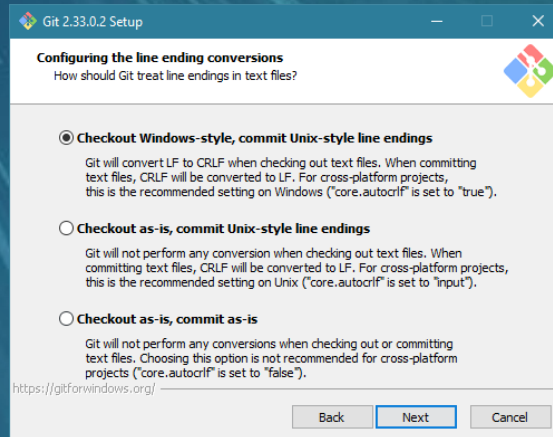 Git 2.33.0.2 Setup
Configuring the line ending conversions
How should Git treat line endings in text files?
Checkout Windows-style, commit Unix-style line endings
Git will convert LF to CRLF when checking out text files. When committing
text files, CRLF will be converted to LF. For cross-platform projects,
this is the recommended setting on Windows ("core.autocrlf" is set to "true").
Checkout as-is, commit Unix-style line endings
Git will not perform any conversion when checking out text files. When
committing text files, CRLF will be converted to LF. For cross-platform projects,
this is the recommended setting on Unix ("core.autocrlf" is set to "input").
Checkout as-is, commit as-is
Git will not perform any conversions when checking out or committing
text files. Choosing this option is not recommended for cross-platform
projects ("core.autocrlf" is set to "false").
https://gitforwindows.org/
Back Next Cancel